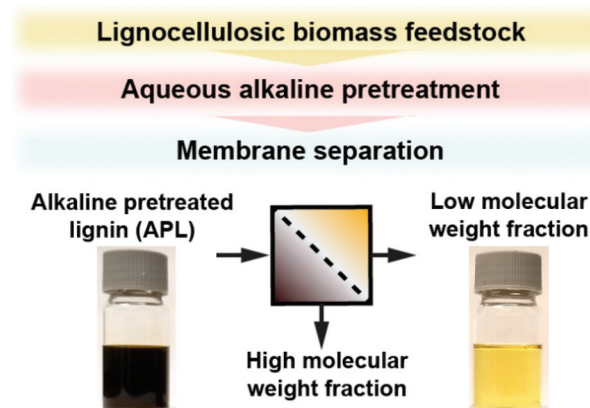 Lignocellulosic biomass feedstock
Aqueous alkaline pretreatment
Membrane separation
Alkaline pretreated
lignin (APL)
Low molecular
weight fraction
High molecular
weight fraction